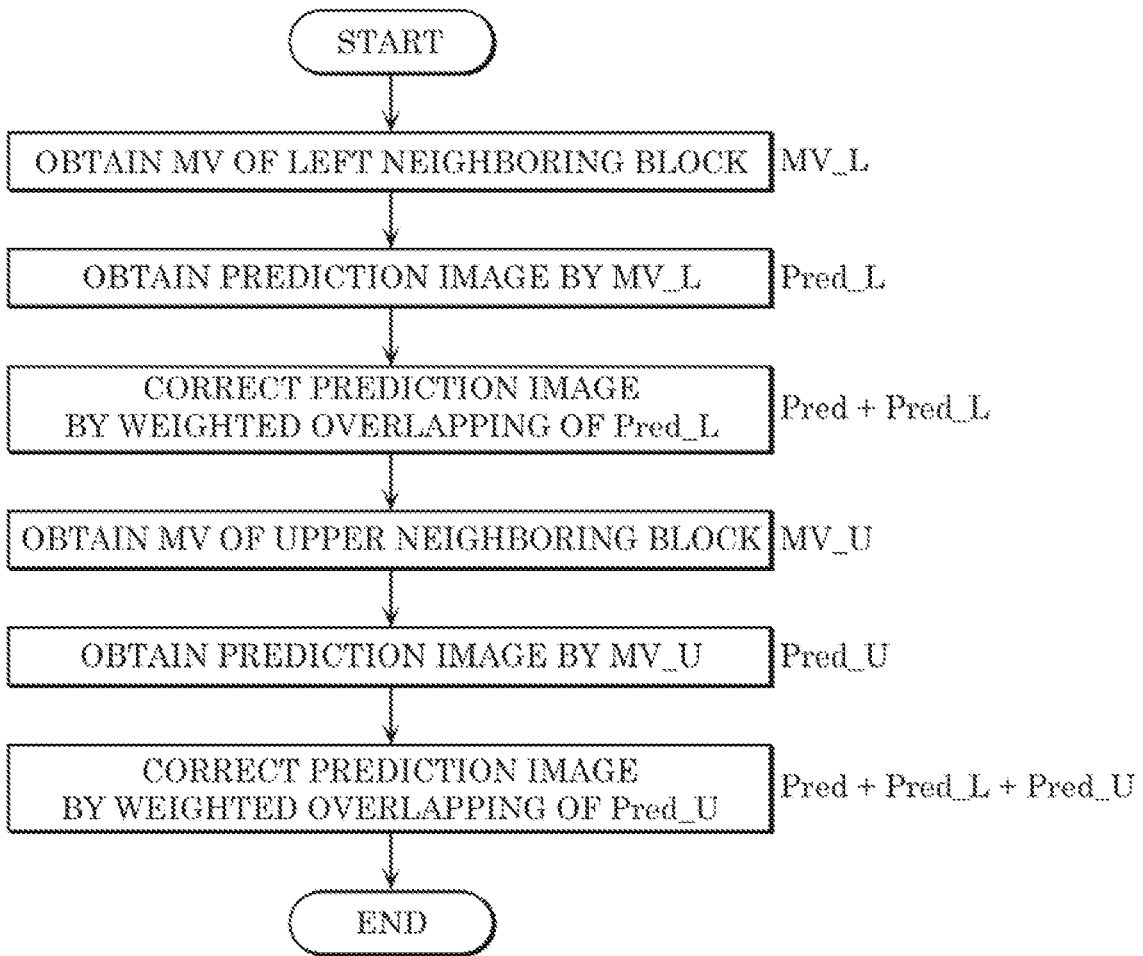 START
OBTAIN MV OF LEFT NEIGHBORING BLOCK
MV_L
OBTAIN PREDICTION IMAGE BY MV_L
Pred_L
CORRECT PREDICTION IMAGE
BY WEIGHTED OVERLAPPING OF Pred_L
Pred + Pred_L
OBTAIN MV OF UPPER NEIGHBORING BLOCK
MV_U
OBTAIN PREDICTION IMAGE BY MV_U
Pred_U
CORRECT PREDICTION IMAGE
BY WEIGHTED OVERLAPPING OF Pred_U
Pred + Pred_L + Pred_U
END